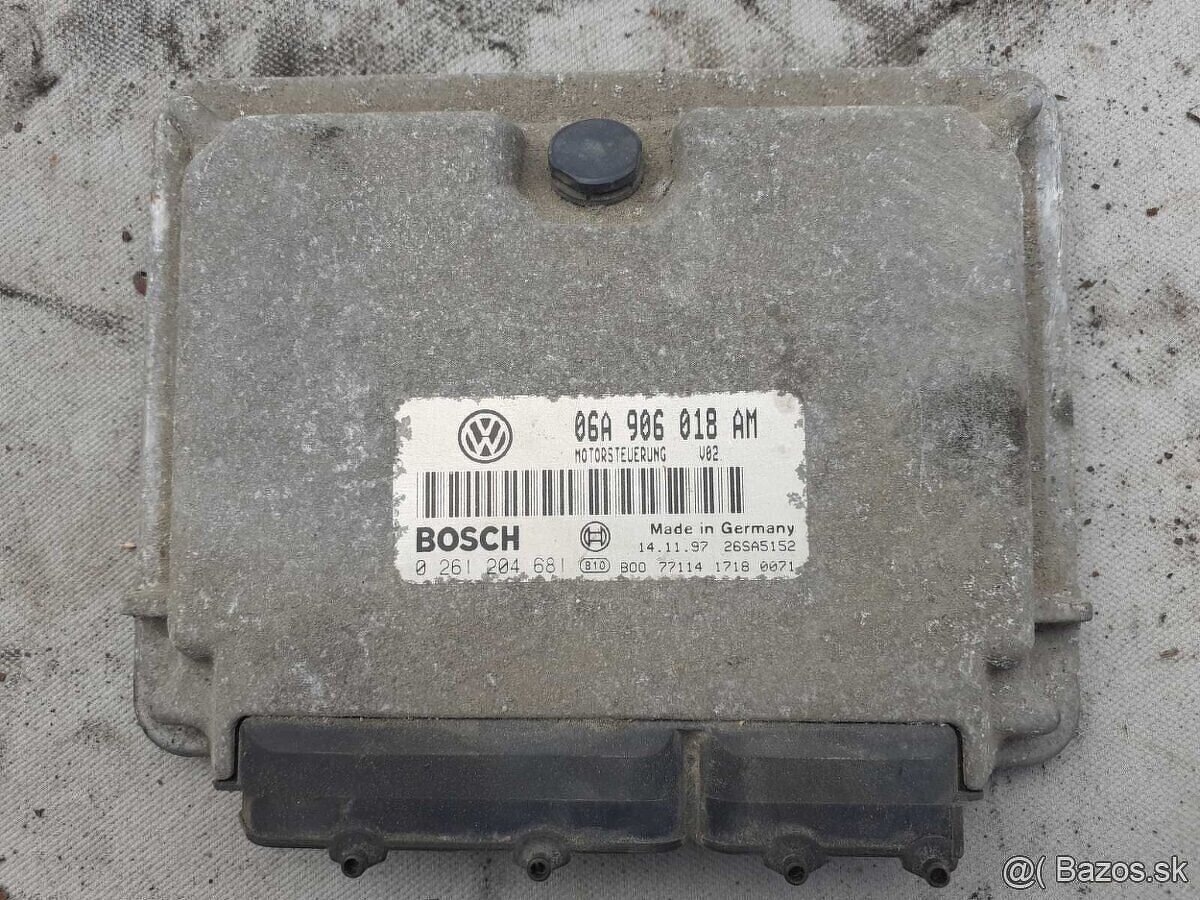 06A 906 018 AM
MOTORSTEUERUNG V02
BOSCH
Made in Germany
14.11.97 26SA5152
0 261 204 681 B10 B00 77114 1718 0071
@( Bazos.sk